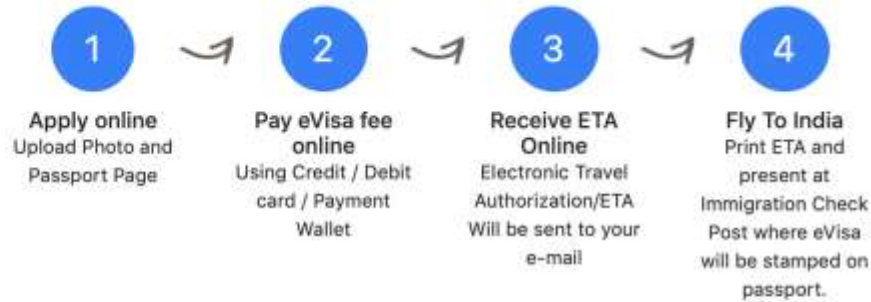 1
Apply online
Upload Photo and
Passport Page
2
Pay eVisa fee
online
Using Credit / Debit
card / Payment
Wallet
3
Receive ETA
Online
Electronic Travel
Authorization/ETA
Will be sent to your
e-mail
4
Fly To India
Print ETA and
present at
Immigration Check
Post where eVisa
will be stamped on
passport.